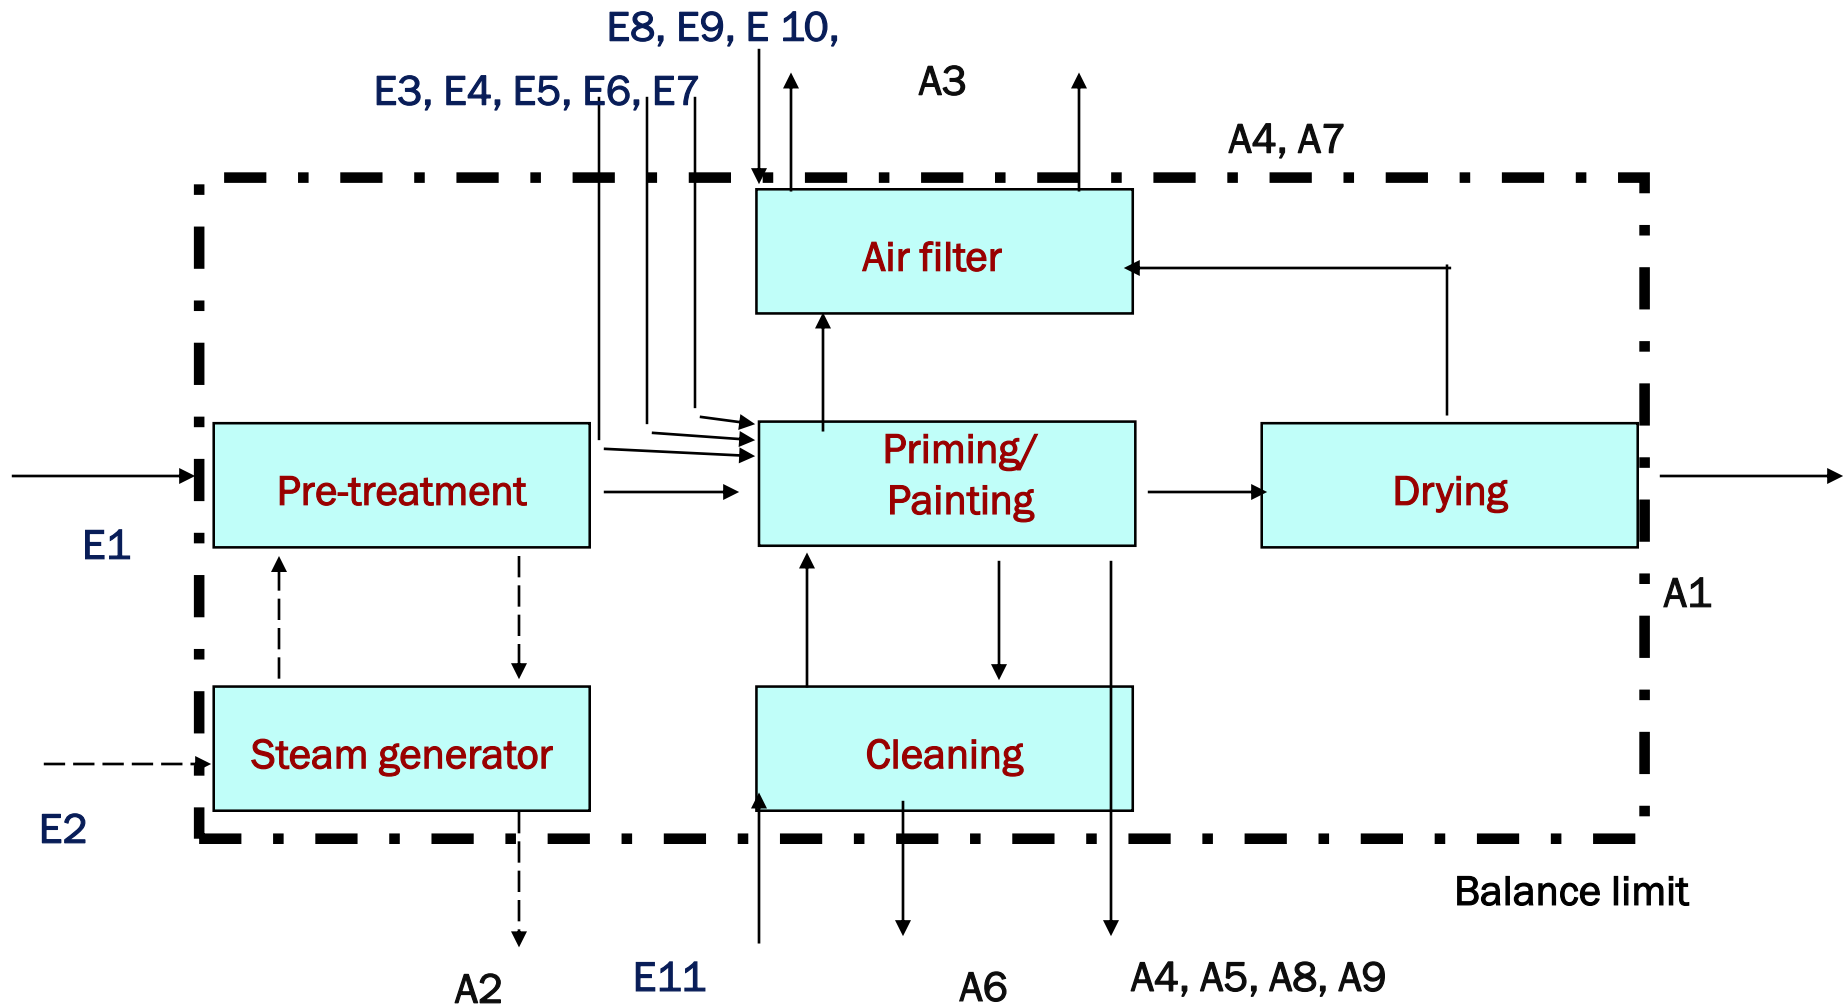 E8, E9, E 10,
E3, E4, E5, E6, E7
A3
A4, A7
Air filter
Pre-treatment
Priming/
Painting
Drying
E1
A1
Steam generator
Cleaning
E2
Balance limit
A2
E11
A6
A4, A5, A8, A9